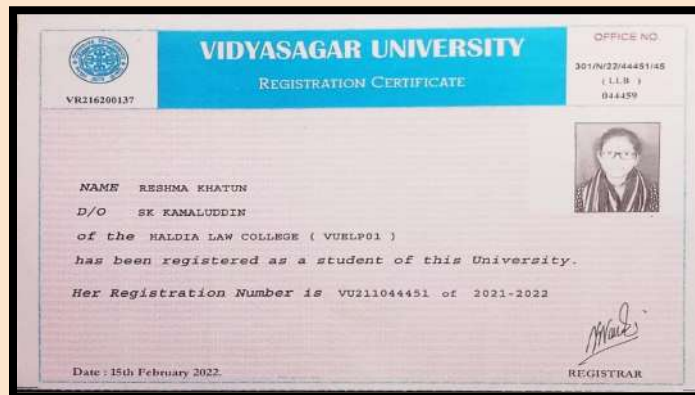 VIDYASAGAR UNIVERSITY
REGISTRATION CERTIFICATE
OFFICE NO.
301/N/22/44451/45
( LLB )
044459
VR216200137
NAME RESHMA KHATUN
D/O SK KAMALUDDIN
of the HALDIA LAW COLLEGE ( VUELP01 )
has been registered as a student of this University.
Her Registration Number is VU211044451 of 2021-2022
Date : 15th February 2022.
REGISTRAR